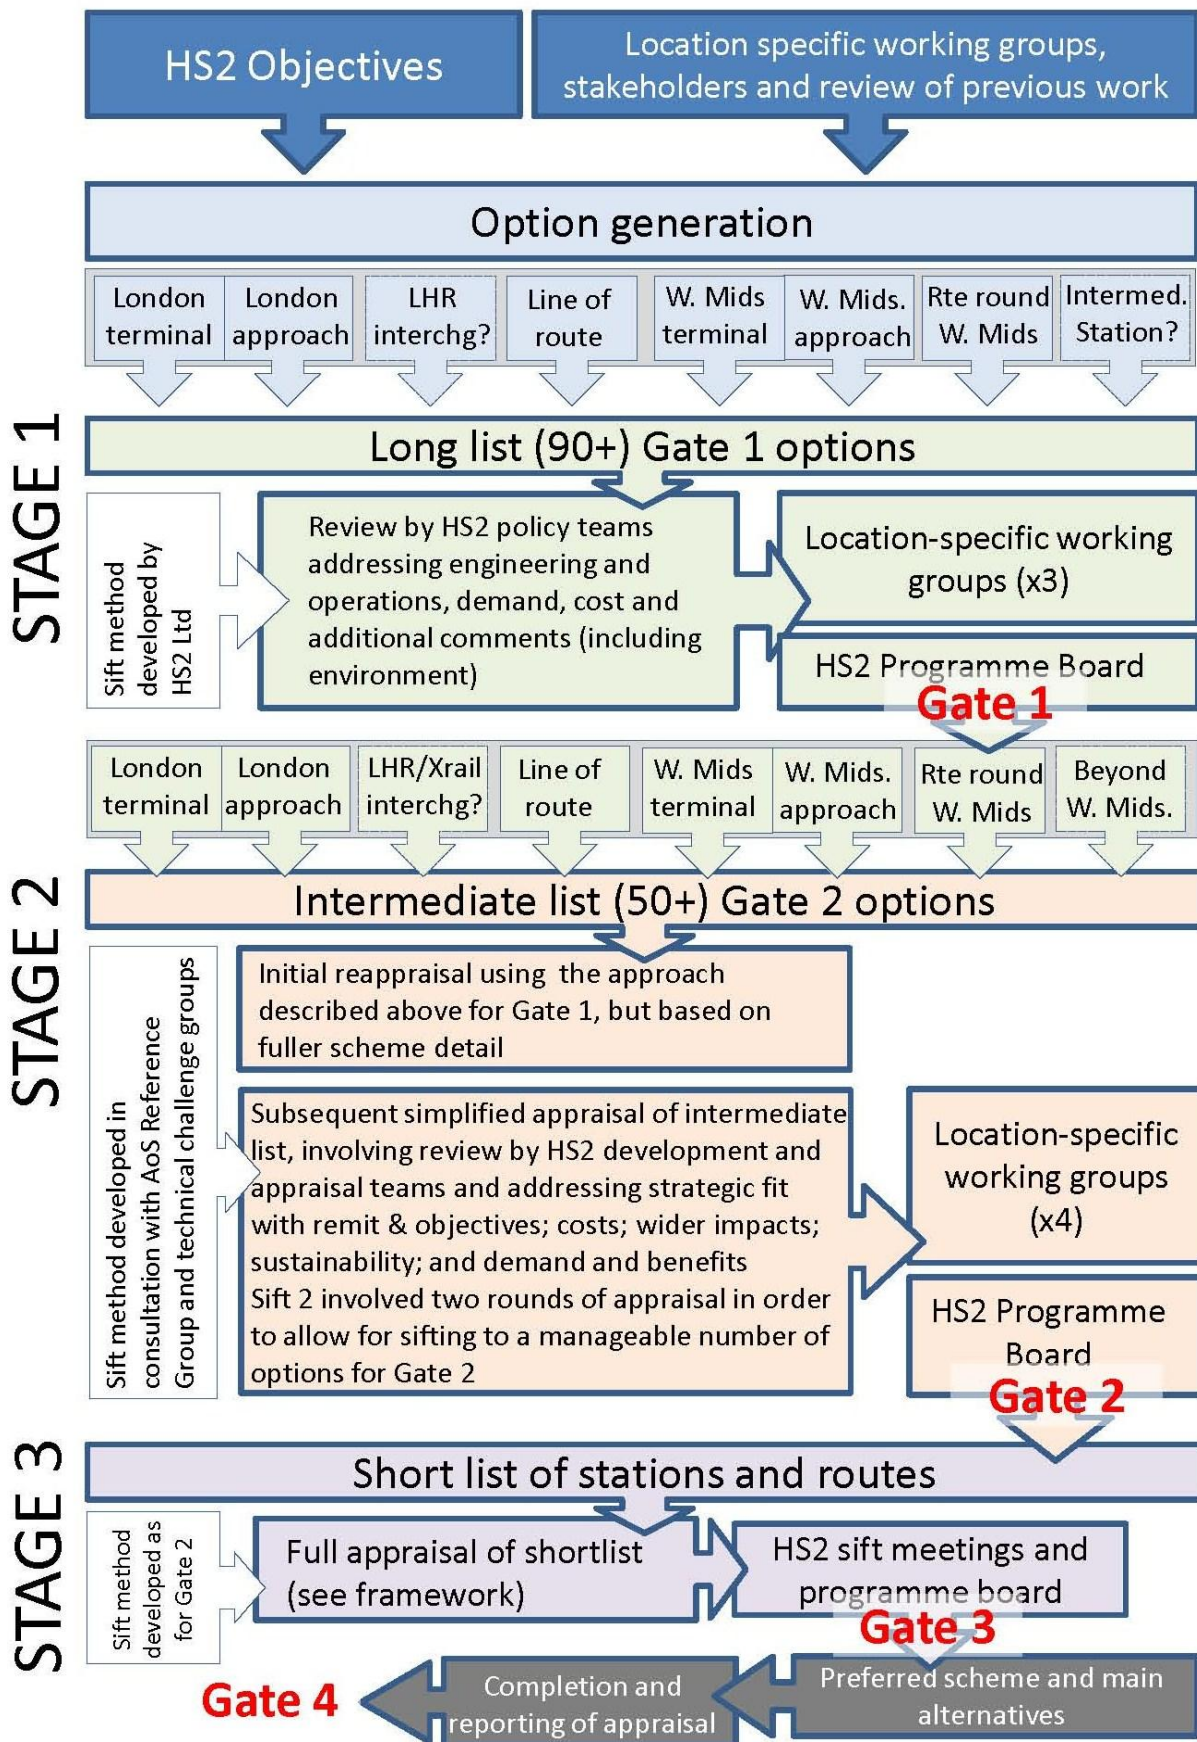 HS2 Objectives
Location specific working groups,
stakeholders and review of previous work
Option generation
London
terminal
London
approach
LHR
interchg?
Line of
route
W. Mids
terminal
W. Mids.
approach
Rte round
W. Mids
Intermed.
Station?
STAGE 1
Long list (90+) Gate 1 options
Sift method
developed by
HS2 Ltd
Review by HS2 policy teams
addressing engineering and
operations, demand, cost and
additional comments (including
environment)
Location-specific working
groups (x3)
HS2 Programme Board
Gate 1
London
terminal
London
approach
LHR/Xrail
interchg?
Line of
route
W. Mids
terminal
W. Mids.
approach
Rte round
W. Mids
Beyond
W. Mids.
STAGE 2
Intermediate list (50+) Gate 2 options
Sift method developed in
consultation with AoS Reference
Group and technical challenge groups
Initial reappraisal using the approach
described above for Gate 1, but based on
fuller scheme detail
Subsequent simplified appraisal of intermediate
list, involving review by HS2 development and
appraisal teams and addressing strategic fit
with remit & objectives; costs; wider impacts;
sustainability; and demand and benefits
Sift 2 involved two rounds of appraisal in order
to allow for sifting to a manageable number of
options for Gate 2
Location-specific
working groups
(x4)
HS2 Programme
Board
Gate 2
STAGE 3
Short list of stations and routes
Sift method
developed as
for Gate 2
Full appraisal of shortlist
(see framework)
HS2 sift meetings and
programme board
Gate 3
Preferred scheme and main
alternatives
Completion and
reporting of appraisal
Gate 4